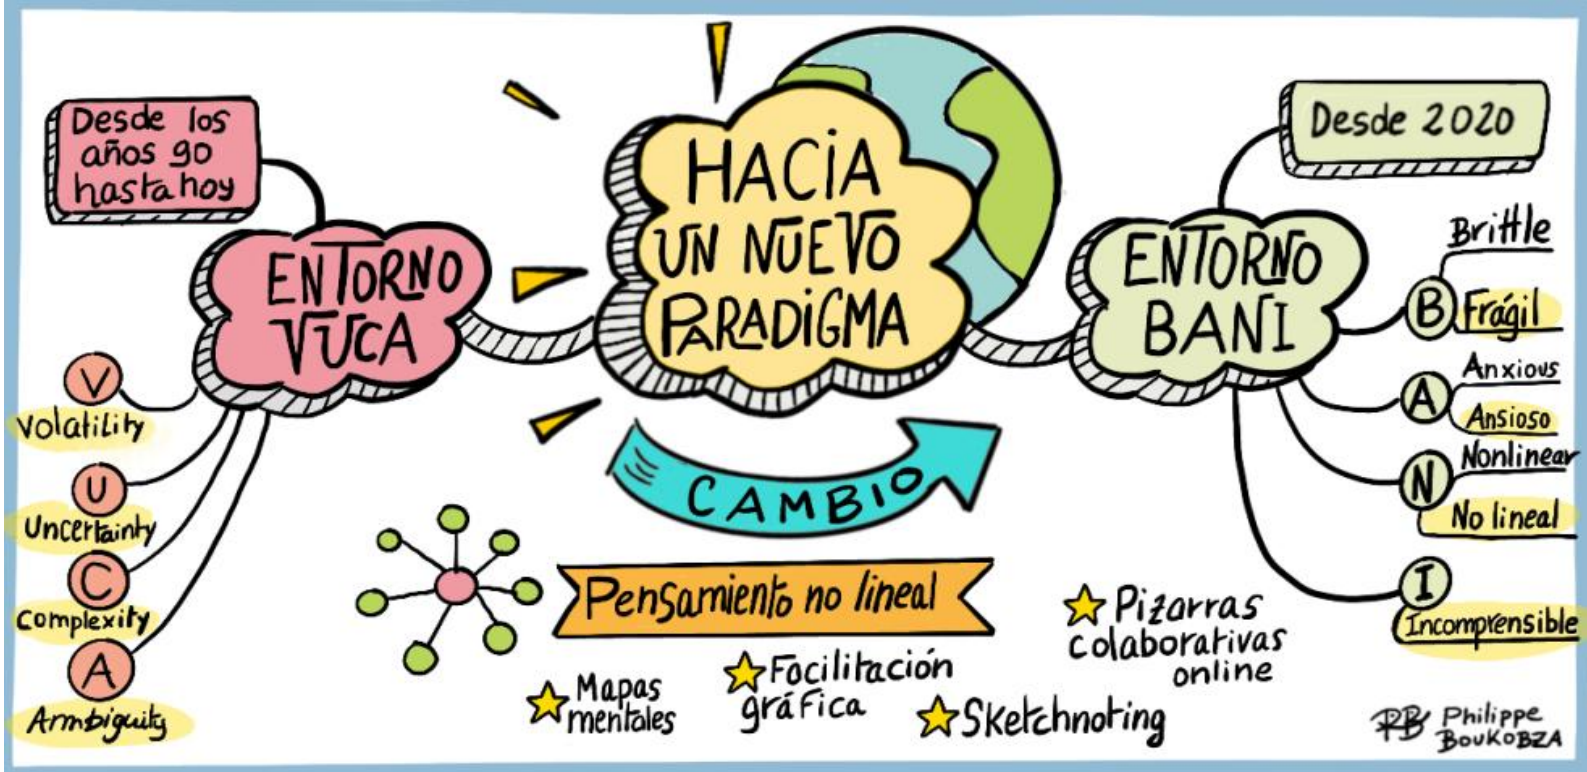 Desde los
años 90
hasta hoy
ENTORNO
VUCA
V
Volatility
U
Uncertainty
C
Complexity
A
Armbiguity
HACIA
UN NUEVO
PARADIGMA
CAMBIO
Pensamiento no lineal
Mapas
mentales
Facilitación
gráfica
Sketchnoting
Pizarras
colaborativas
online
Desde 2020
ENTORNO
BANI
Brittle
B
Frágil
Anxious
A
Ansioso
Nonlinear
N
No lineal
I
Incomprensible
PB Philippe
BOUKOBZA